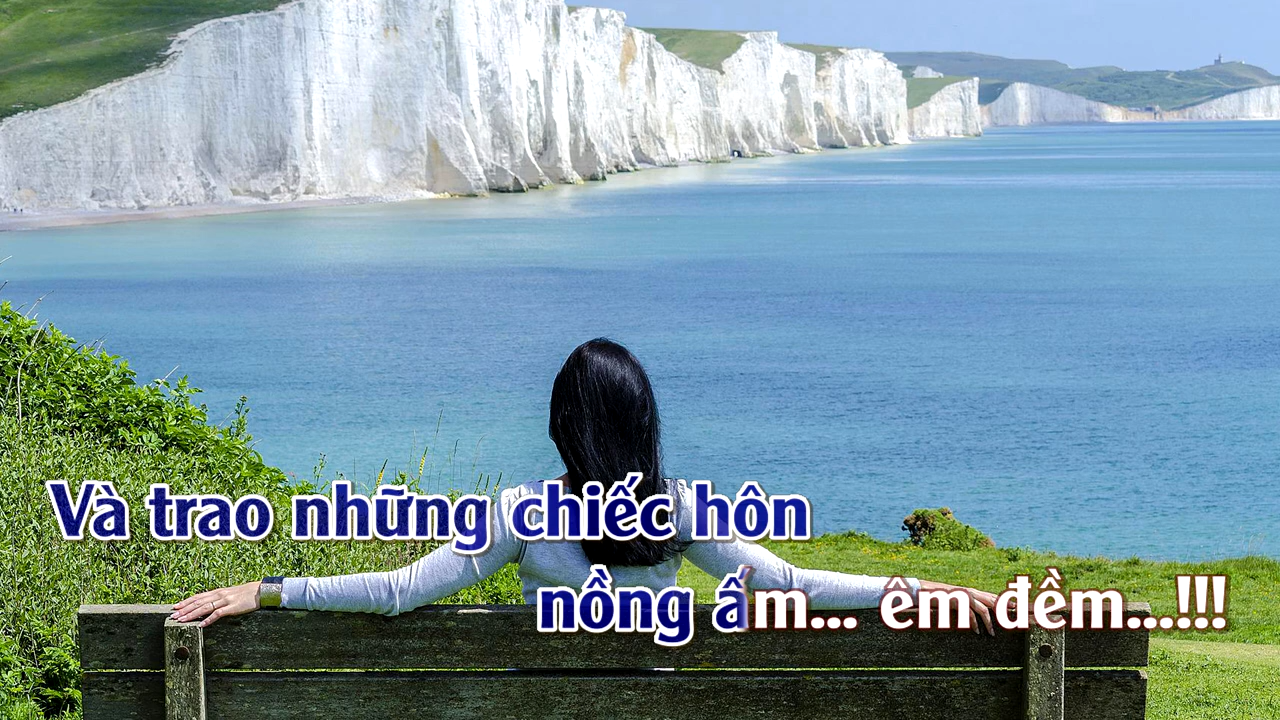 Và trao những chiếc hôn
nồng ấm... êm đềm...!!!